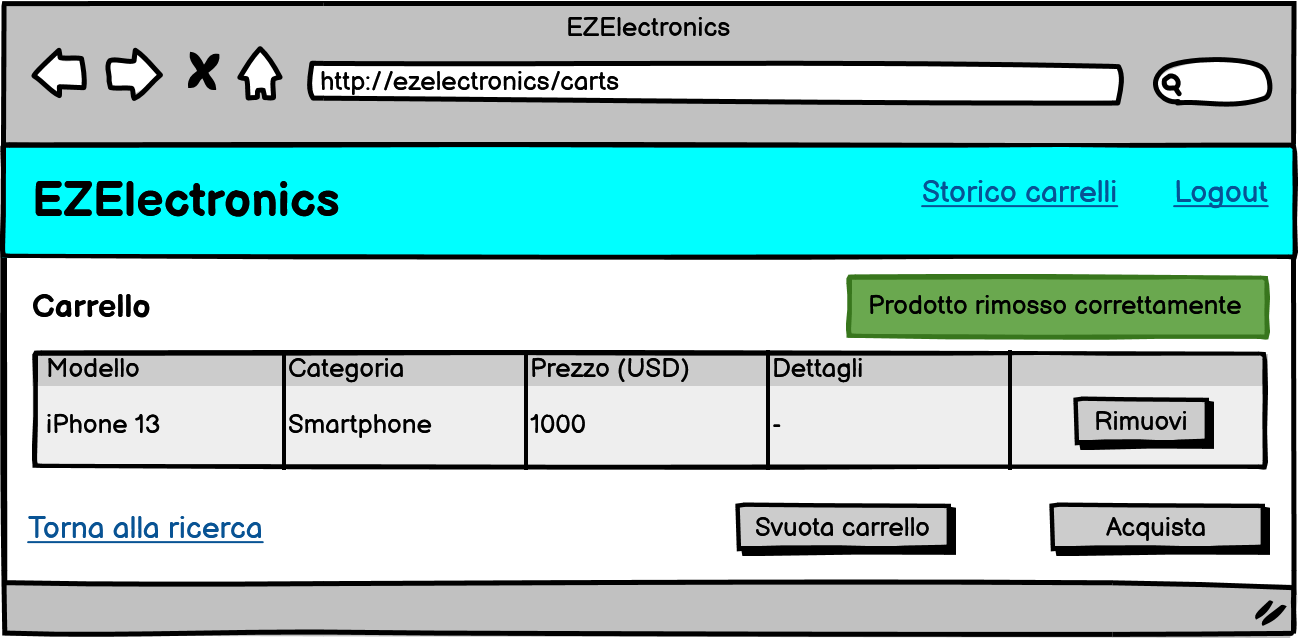 EZElectronics
http://ezelectronics/carts
EZElectronics
Storico carrelli
Logout
Carrello
Prodotto rimosso correttamente
Modello Categoria Prezzo (USD) Dettagli
iPhone 13 Smartphone 1000 - Rimuovi
Torna alla ricerca
Svuota carrello
Acquista